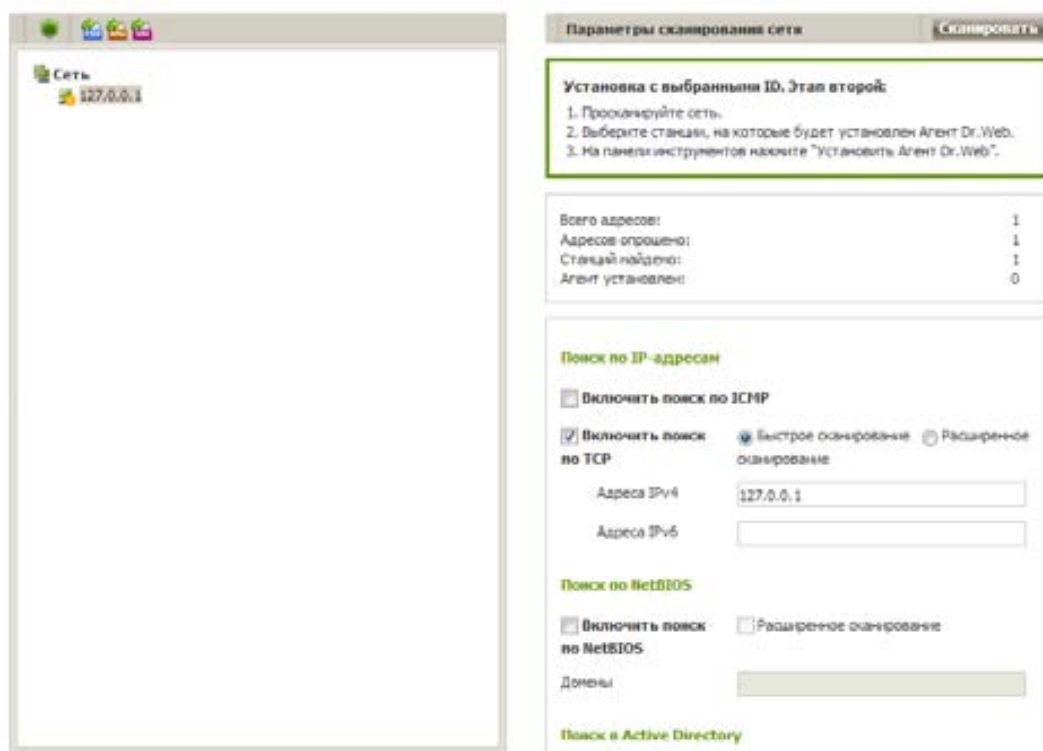 Сеть
127.0.0.1
Параметры сканирования сети
Сканировать
Установка с выбранными ID. Этап второй:
1. Просканируйте сеть.
2. Выберите станции, на которые будет установлен Агент Dr.Web.
3. На панели инструментов нажмите "Установить Агент Dr.Web".
Всего адресов: 1
Адресов опрошено: 1
Станций найдено: 1
Агент установлен: 0
Поиск по IP-адресам
Включить поиск по ICMP
Включить поиск по TCP
Быстрое сканирование
Расширенное сканирование
Адреса IPv4
127.0.0.1
Адреса IPv6
Поиск по NetBIOS
Включить поиск по NetBIOS
Расширенное сканирование
Домены
Поиск в Active Directory